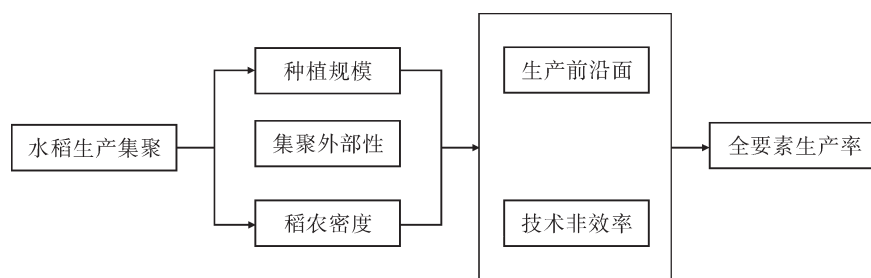 水稻生产集聚
种植规模
集聚外部性
稻农密度
生产前沿面
技术非效率
全要素生产率